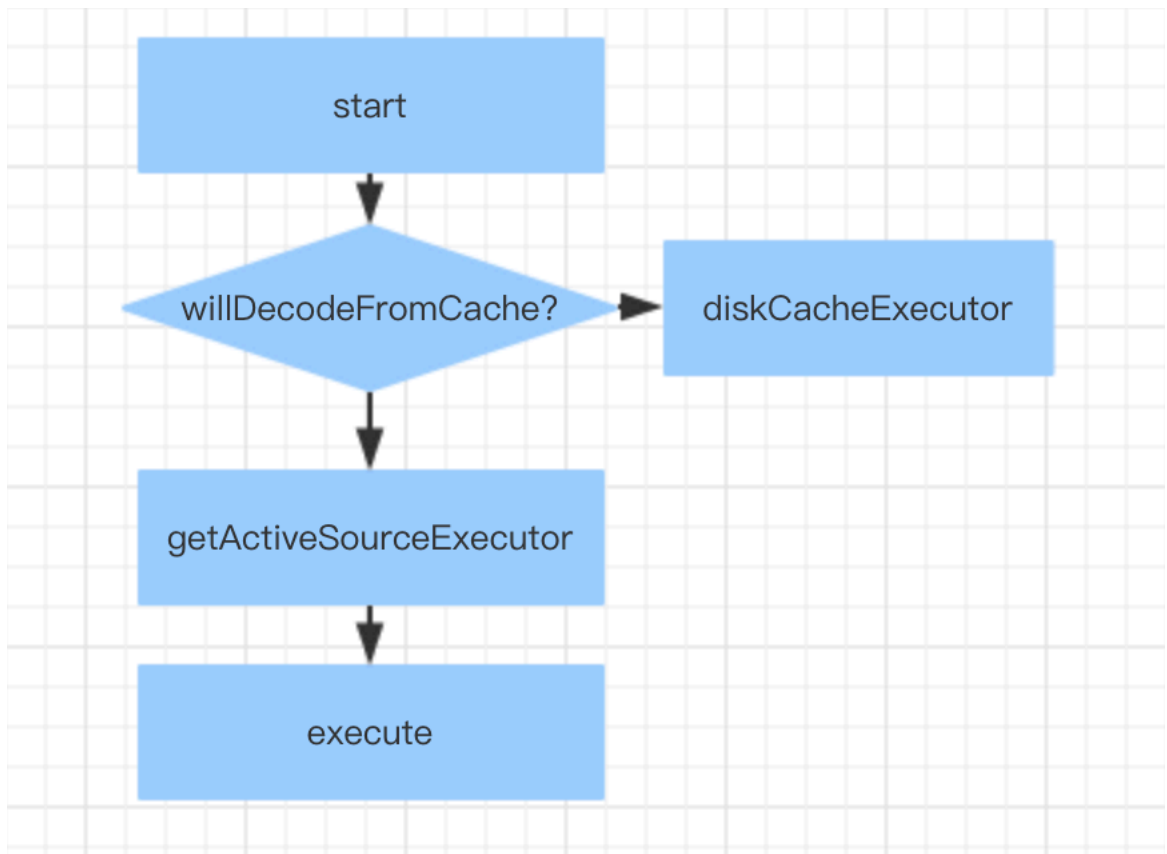 start
willDecodeFromCache?
diskCacheExecutor
getActiveSourceExecutor
execute